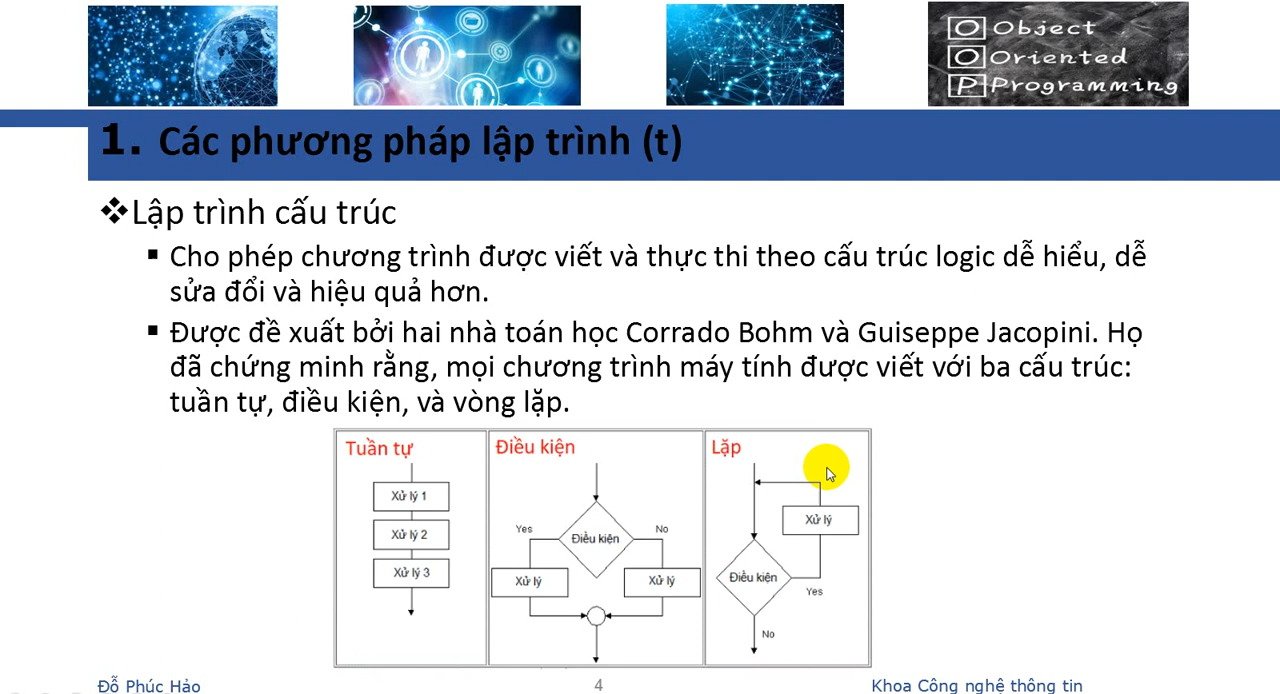 Object
Oriented
Programming
1. Các phương pháp lập trình (t)
❖Lập trình cấu trúc
▪ Cho phép chương trình được viết và thực thi theo cấu trúc logic dễ hiểu, dễ
sửa đổi và hiệu quả hơn.
▪ Được đề xuất bởi hai nhà toán học Corrado Bohm và Guiseppe Jacopini. Họ
đã chứng minh rằng, mọi chương trình máy tính được viết với ba cấu trúc:
tuần tự, điều kiện, và vòng lặp.
Tuần tự
Xử lý 1
Xử lý 2
Xử lý 3
Điều kiện
Yes
No
Điều kiện
Xử lý
Xử lý
Lặp
Xử lý
Điều kiện
Yes
No
Đỗ Phúc Hảo
4
Khoa Công nghệ thông tin